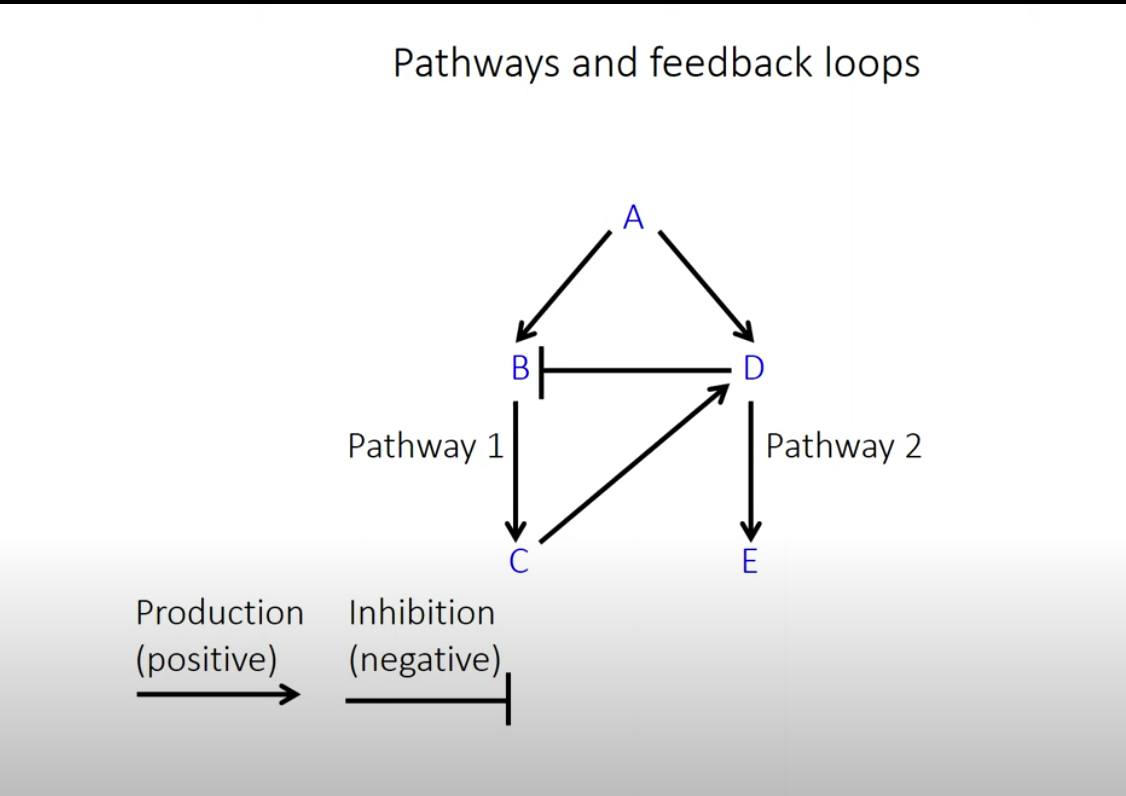 Pathways and feedback loops
A
B D
Pathway 1 Pathway 2
C E
Production Inhibition
(positive) (negative)